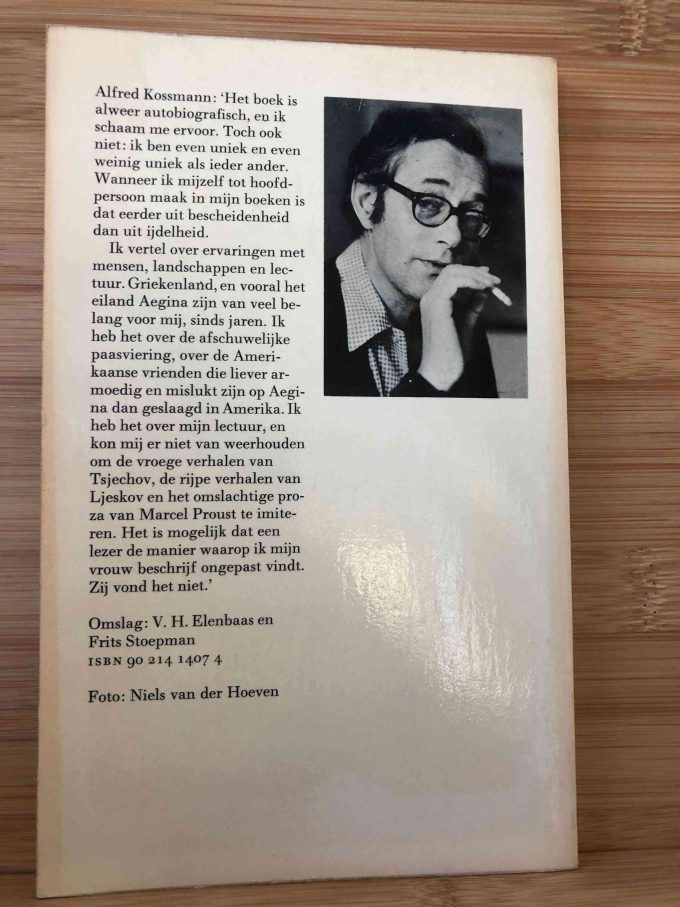 Alfred Kossmann: ‘Het boek is
alweer autobiografisch, en ik
schaam me ervoor. Toch ook
niet: ik ben even uniek en even
weinig uniek als ieder ander.
Wanneer ik mijzelf tot hoofd-
persoon maak in mijn boeken is
dat eerder uit bescheidenheid
dan uit ijdelheid.
Ik vertel over ervaringen met
mensen, landschappen en lec-
tuur. Griekenland, en vooral het
eiland Aegina zijn van veel be-
lang voor mij, sinds jaren. Ik
heb het over de afschuwelijke
paasviering, over de Ameri-
kaanse vrienden die liever ar-
moedig en mislukt zijn op Aegi-
na dan geslaagd in Amerika. Ik
heb het over mijn lectuur, en
kon mij er niet van weerhouden
om de vroege verhalen van
Tsjechov, de rijpe verhalen van
Ljeskov en het omslachtige pro-
za van Marcel Proust te imite-
ren. Het is mogelijk dat een
lezer de manier waarop ik mijn
vrouw beschrijf ongepast vindt.
Zij vond het niet.’
Omslag: V. H. Elenbaas en
Frits Stoepman
ISBN 90 214 1407 4
Foto: Niels van der Hoeven